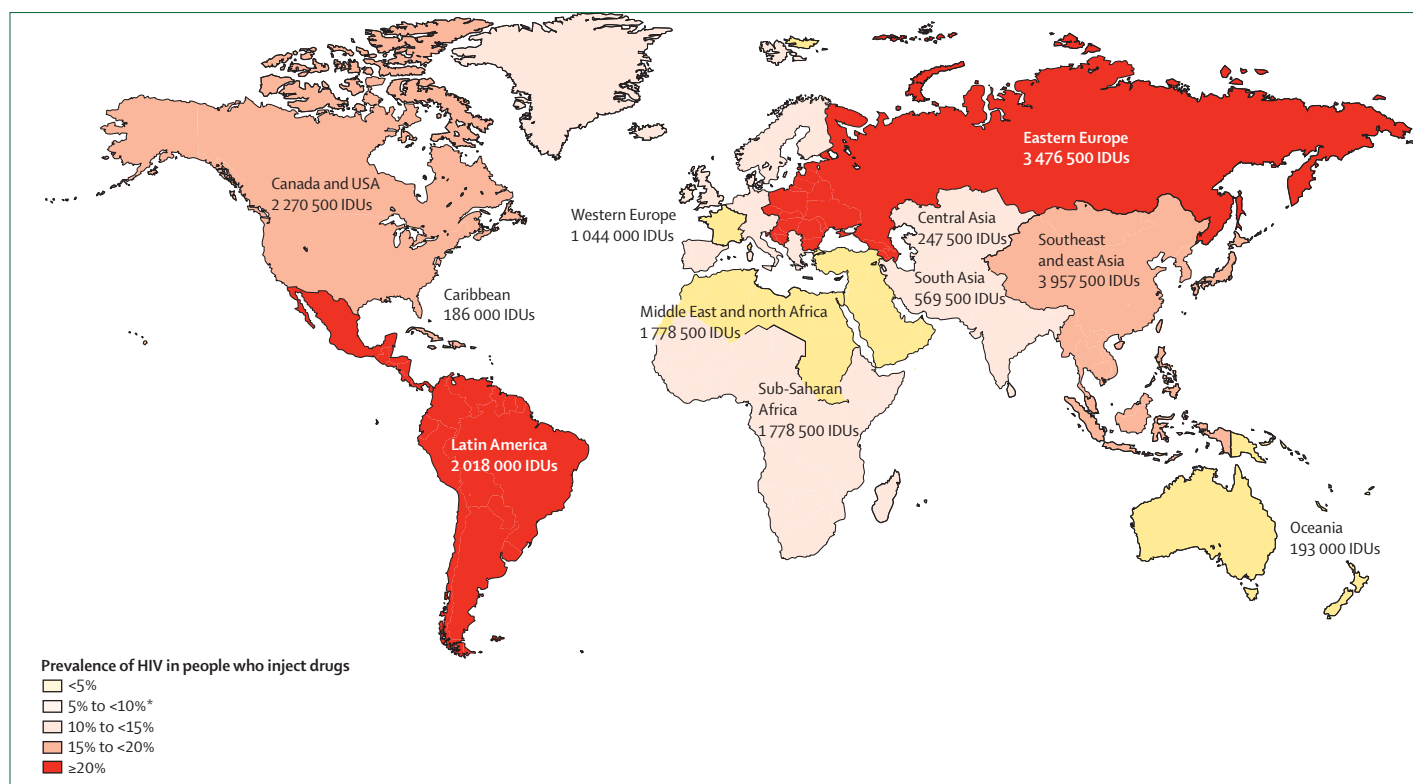 Canada and USA
2 270 500 IDUs
Caribbean
186 000 IDUs
Latin America
2 018 000 IDUs
Western Europe
1 044 000 IDUs
Middle East and north Africa
1 778 500 IDUs
Sub-Saharan
Africa
1 778 500 IDUs
Eastern Europe
3 476 500 IDUs
Central Asia
247 500 IDUs
South Asia
569 500 IDUs
Southeast
and east Asia
3 957 500 IDUs
Oceania
193 000 IDUs
Prevalence of HIV in people who inject drugs
<5%
5% to <10%*
10% to <15%
15% to <20%
≥20%